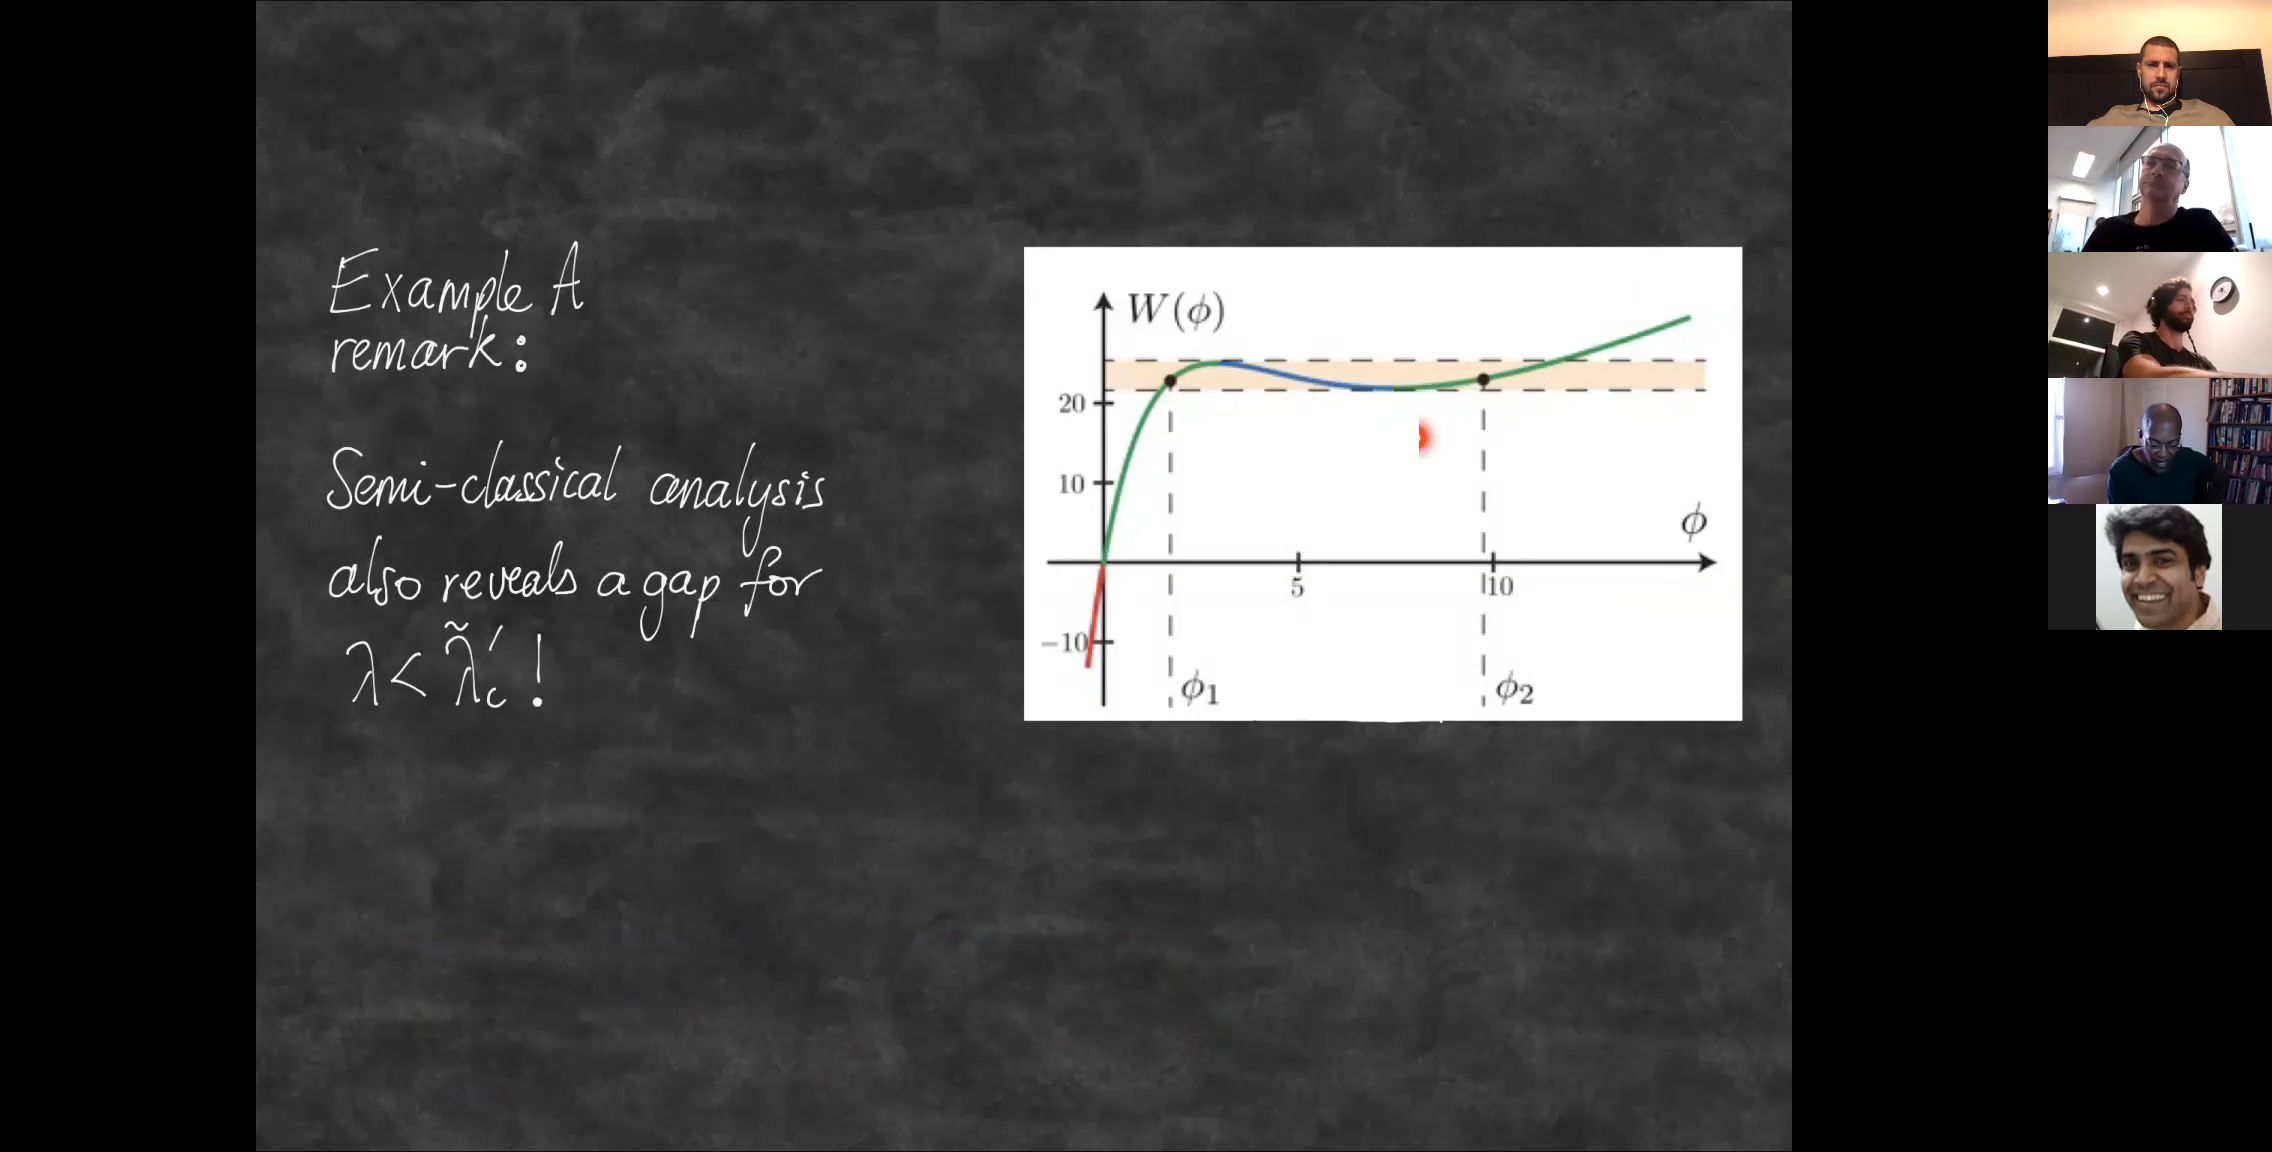 Example A
remark:
Semi-classical analysis
also reveals a gap for
λ < λ̃′c !
W(ϕ)
20
10
ϕ
5
10
−10
ϕ1
ϕ2